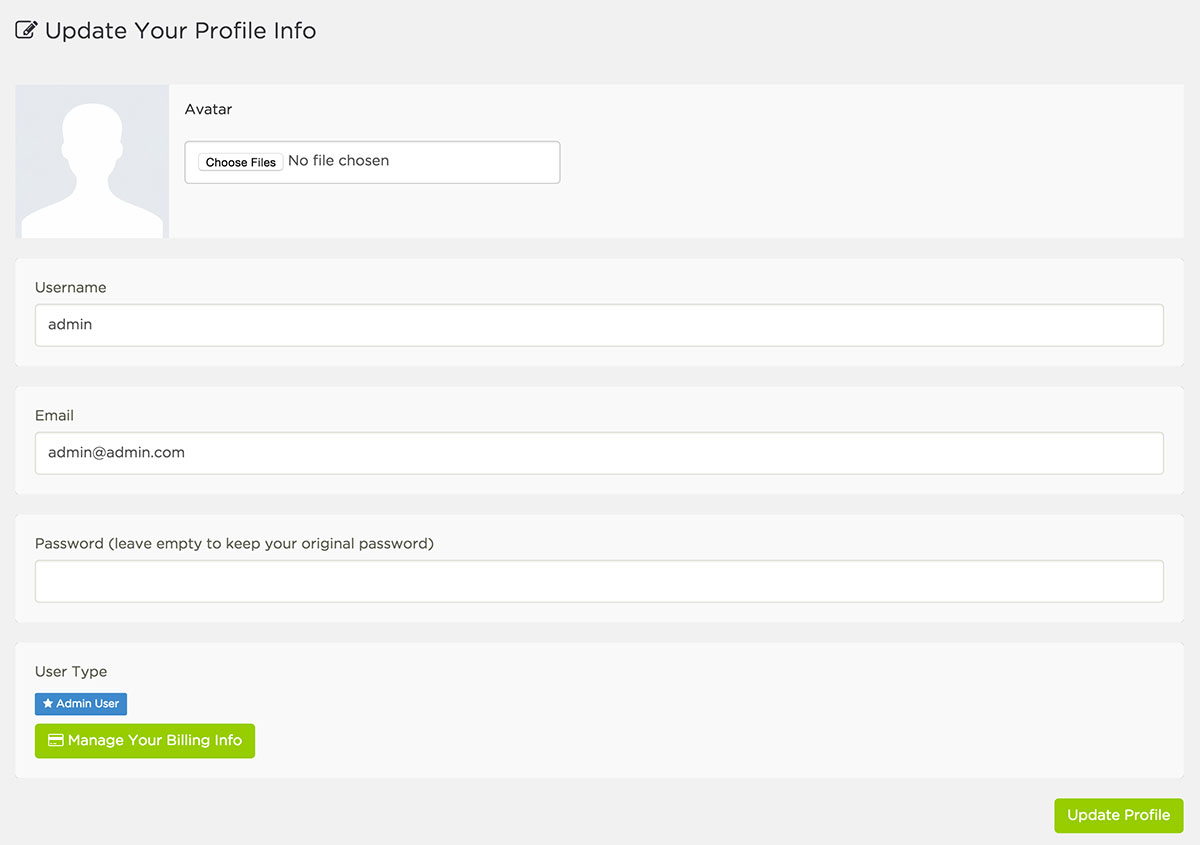 Update Your Profile Info
Avatar
Choose Files No file chosen
Username
admin
Email
admin@admin.com
Password (leave empty to keep your original password)
User Type
Admin User
Manage Your Billing Info
Update Profile